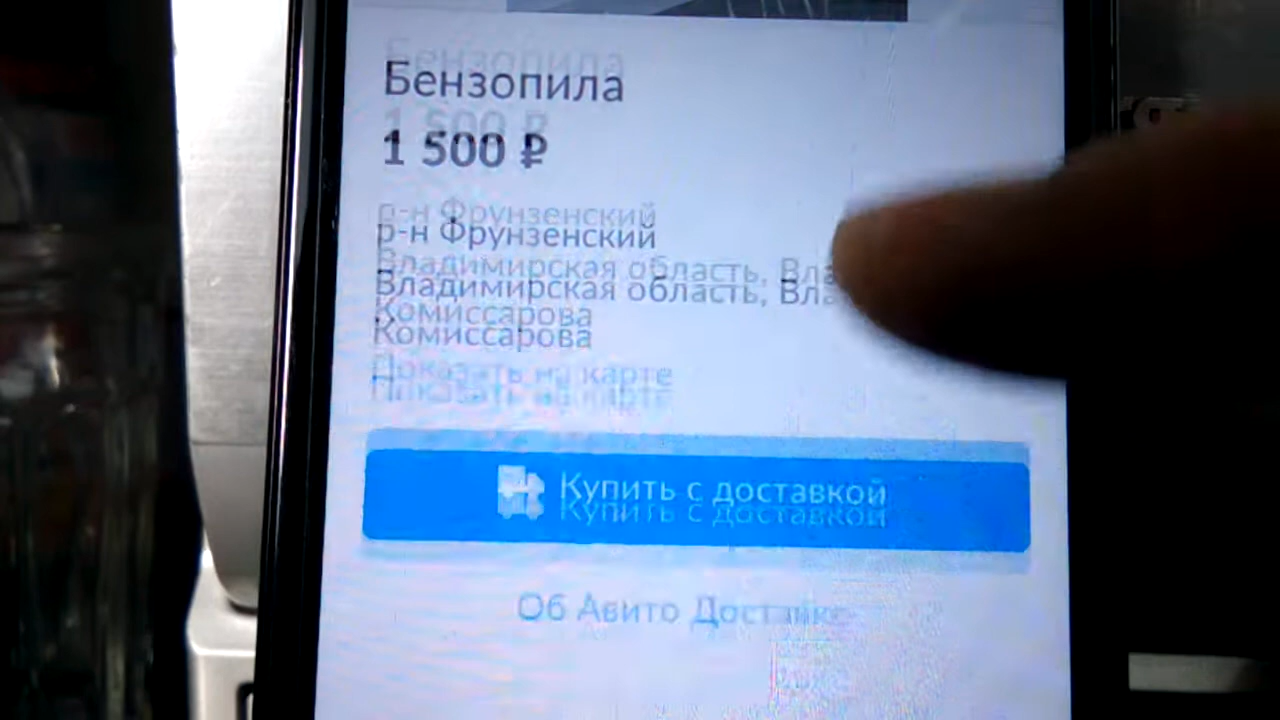 Бензопила
1 500 ₽
р-н Фрунзенский
Владимирская область, Вла
Комиссарова
Показать на карте
Купить с доставкой
Об Авито Доставке